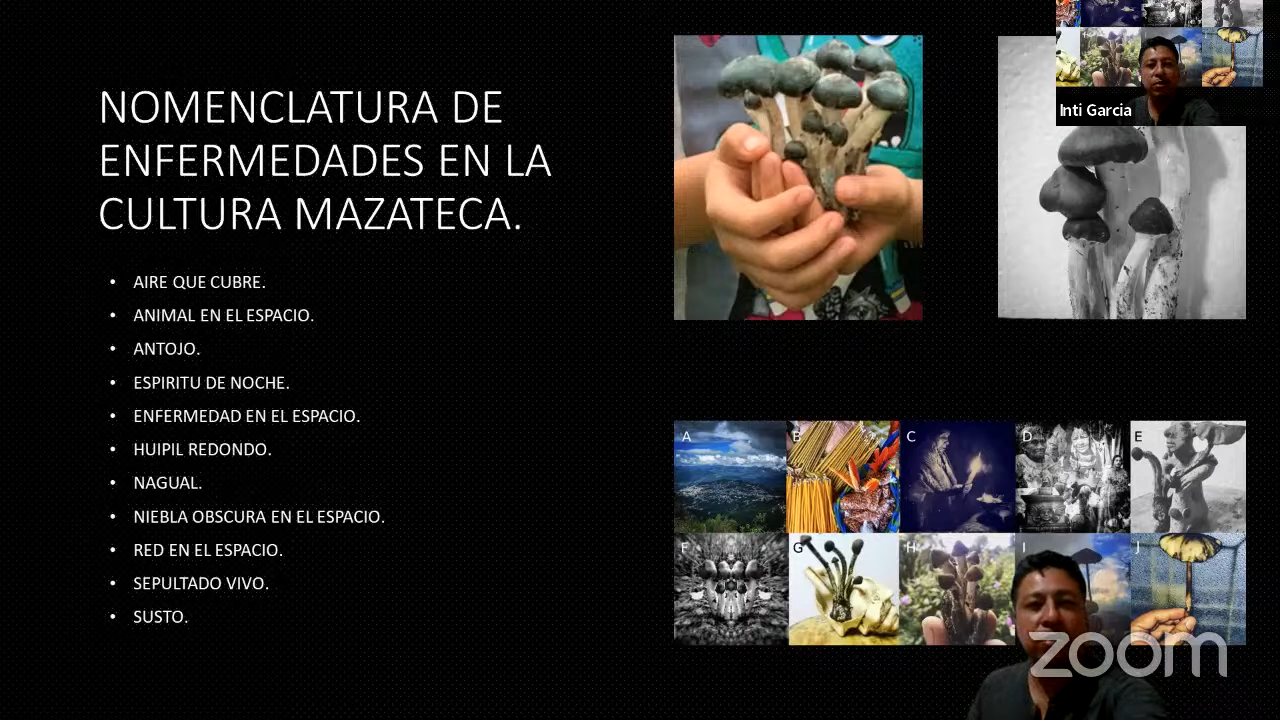 NOMENCLATURA DE
ENFERMEDADES EN LA
CULTURA MAZATECA.
• AIRE QUE CUBRE.
• ANIMAL EN EL ESPACIO.
• ANTOJO.
• ESPIRITU DE NOCHE.
• ENFERMEDAD EN EL ESPACIO.
• HUIPIL REDONDO.
• NAGUAL.
• NIEBLA OBSCURA EN EL ESPACIO.
• RED EN EL ESPACIO.
• SEPULTADO VIVO.
• SUSTO.
Inti Garcia
A B C D E
F G H I J
zoom